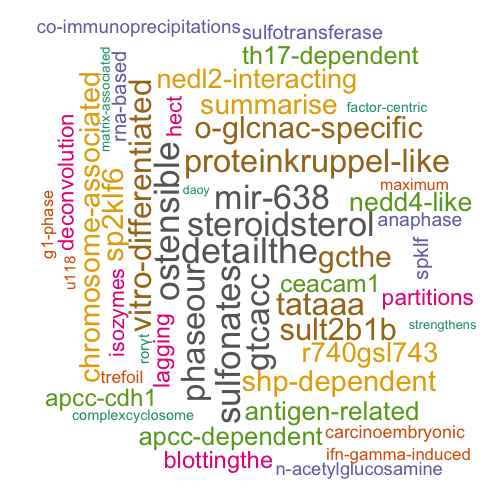 co-immunoprecipitations
sulfotransferase
th17-dependent
nedl2-interacting
summarise
factor-centric
o-glcnac-specific
proteinkruppel-like
maximum
matrix-associated
rna-based
hect
deconvolution
chromosome-associated
sp2klf6
vitro-differentiated
ostensible
daoy
mir-638
nedd4-like
steroidsterol
anaphase
detailthe
gcthe
spklf
g1-phase
u118
isozymes
roryt
lagging
phaseour
sulfonates
gtcacc
ceacam1
tataaa
partitions
sult2b1b
strengthens
r740gsl743
trefoil
shp-dependent
apcc-cdh1
complexcyclosome
antigen-related
apcc-dependent
carcinoembryonic
blottingthe
ifn-gamma-induced
n-acetylglucosamine